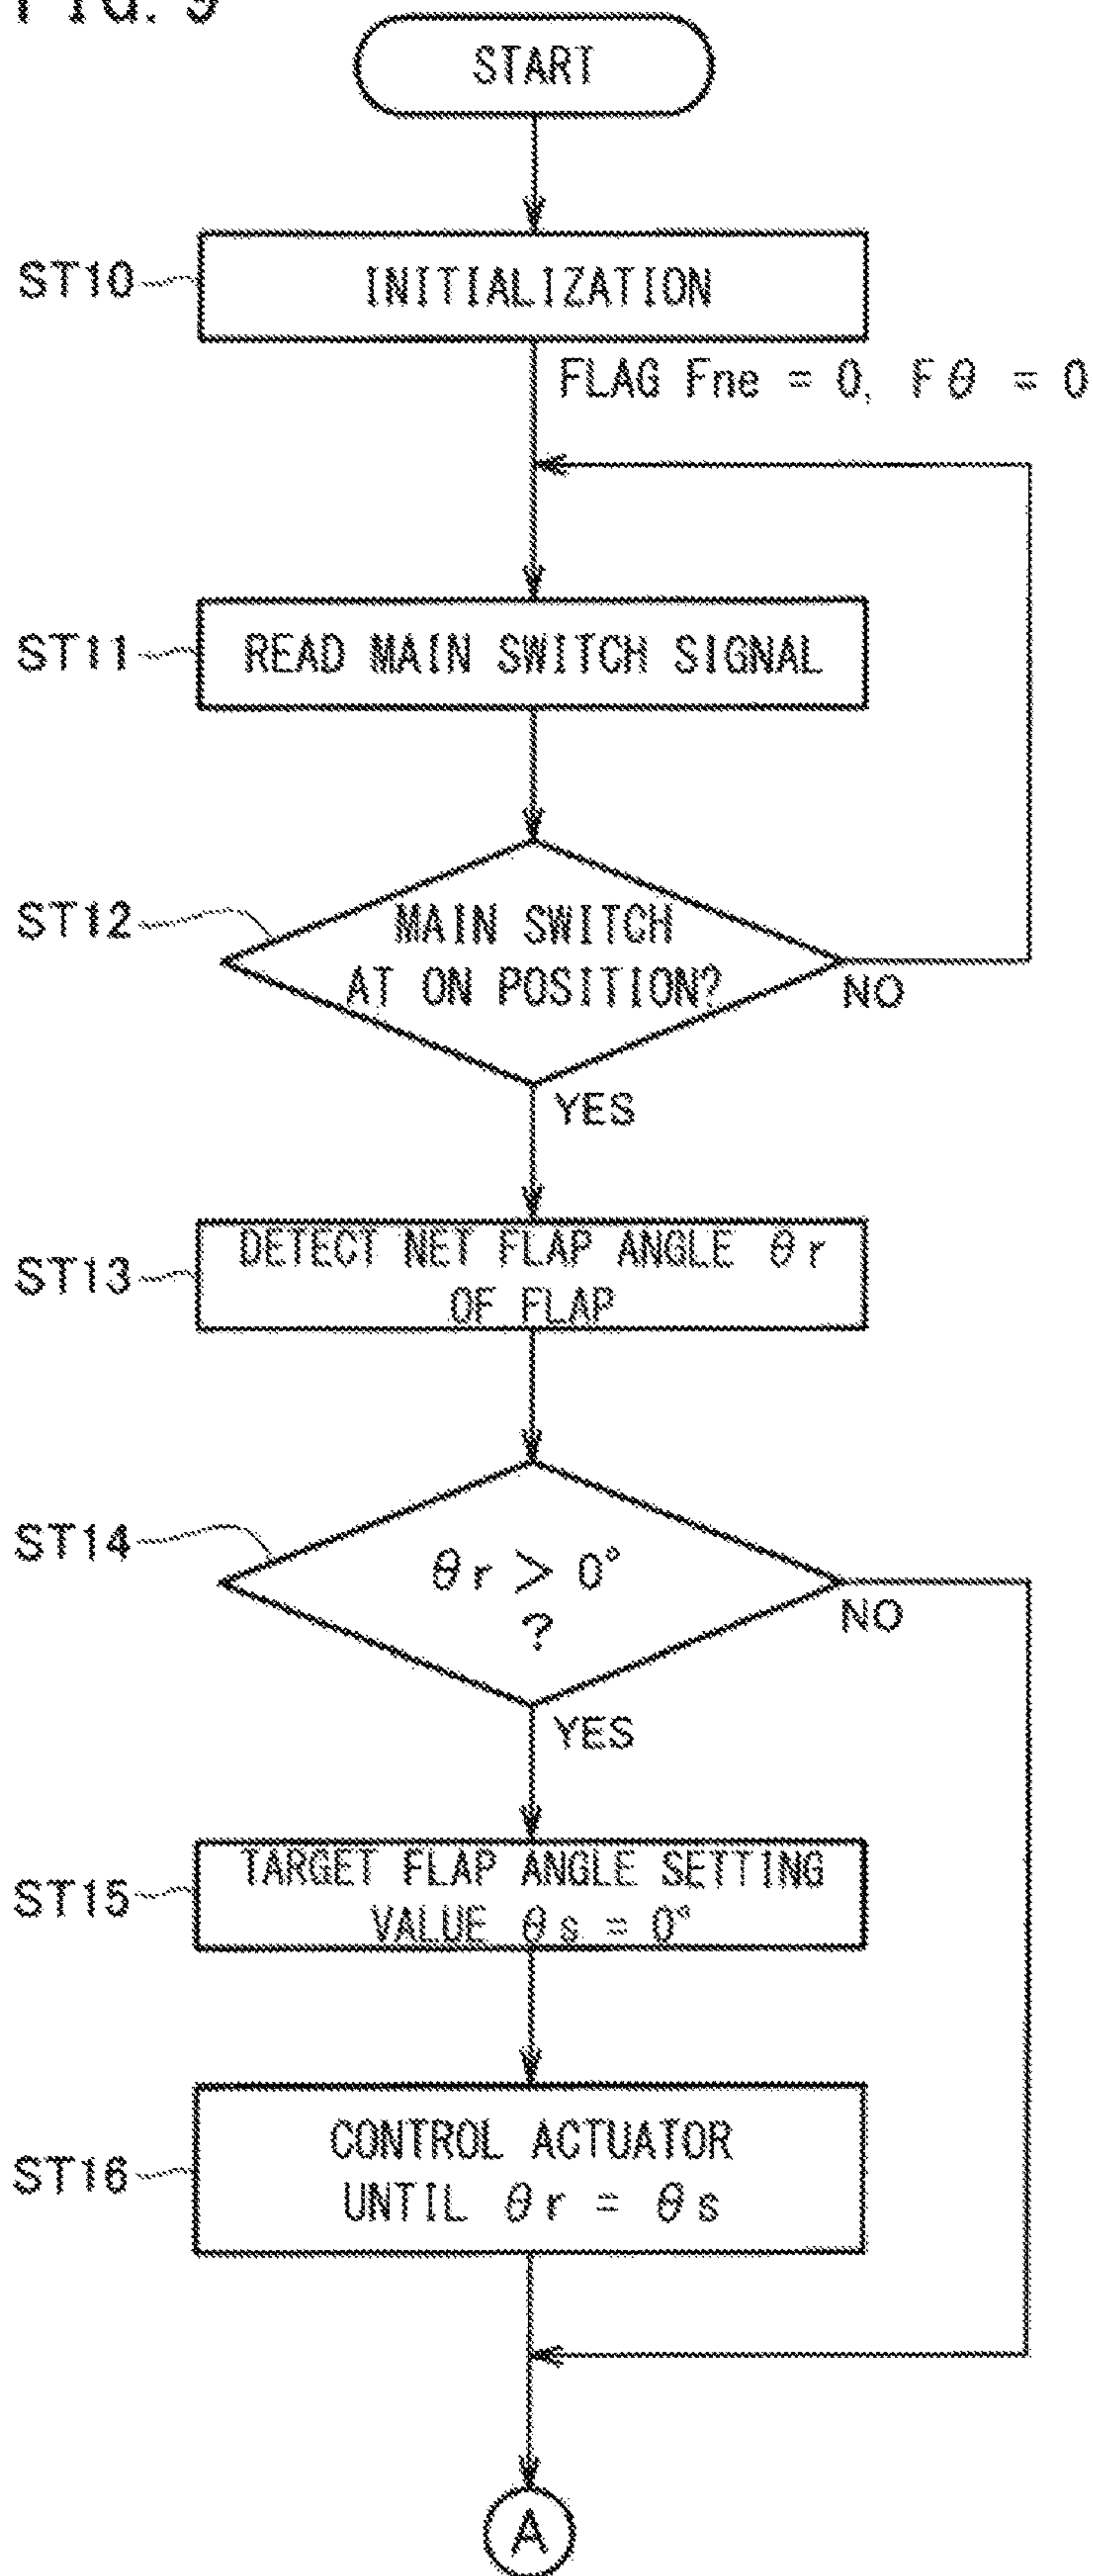 START
ST10
INITIALIZATION
FLAG Fne = 0, Fθ = 0
ST11
READ MAIN SWITCH SIGNAL
ST12
MAIN SWITCH
AT ON POSITION?
NO
YES
ST13
DETECT NET FLAP ANGLE θr
OF FLAP
ST14
θr > 0°
?
NO
YES
ST15
TARGET FLAP ANGLE SETTING
VALUE θs = 0°
ST16
CONTROL ACTUATOR
UNTIL θr = θs
A